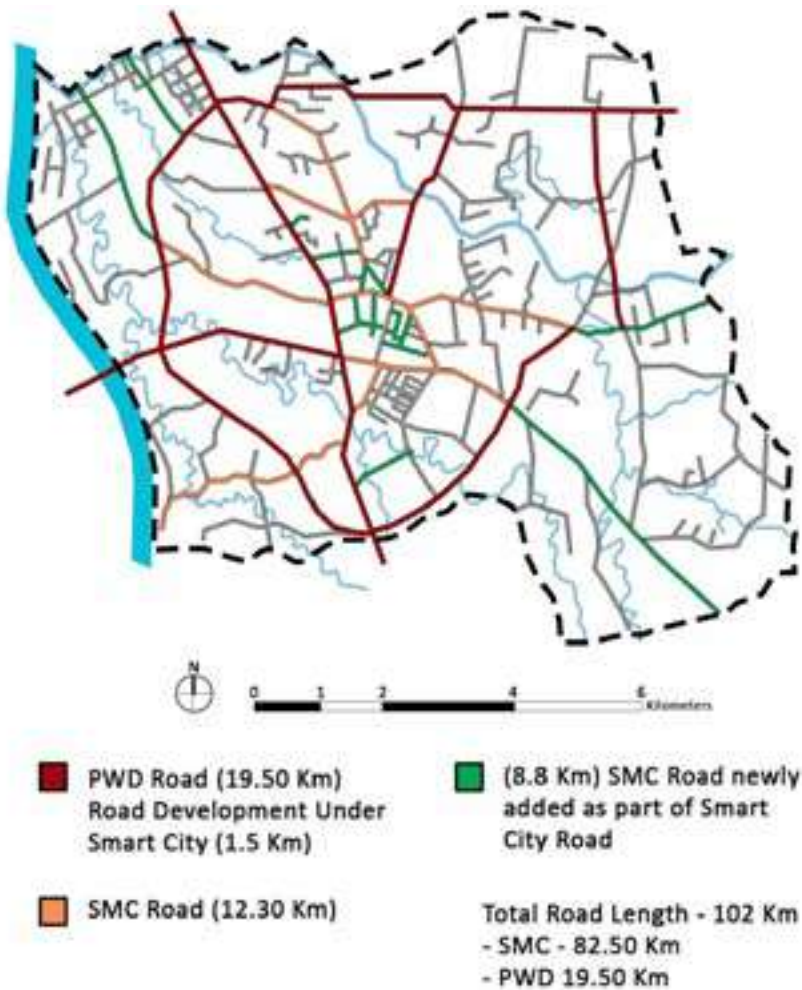 N
0 1 2 4 6
Kilometers
PWD Road (19.50 Km)
Road Development Under
Smart City (1.5 Km)
(8.8 Km) SMC Road newly
added as part of Smart
City Road
SMC Road (12.30 Km)
Total Road Length - 102 Km
- SMC - 82.50 Km
- PWD 19.50 Km